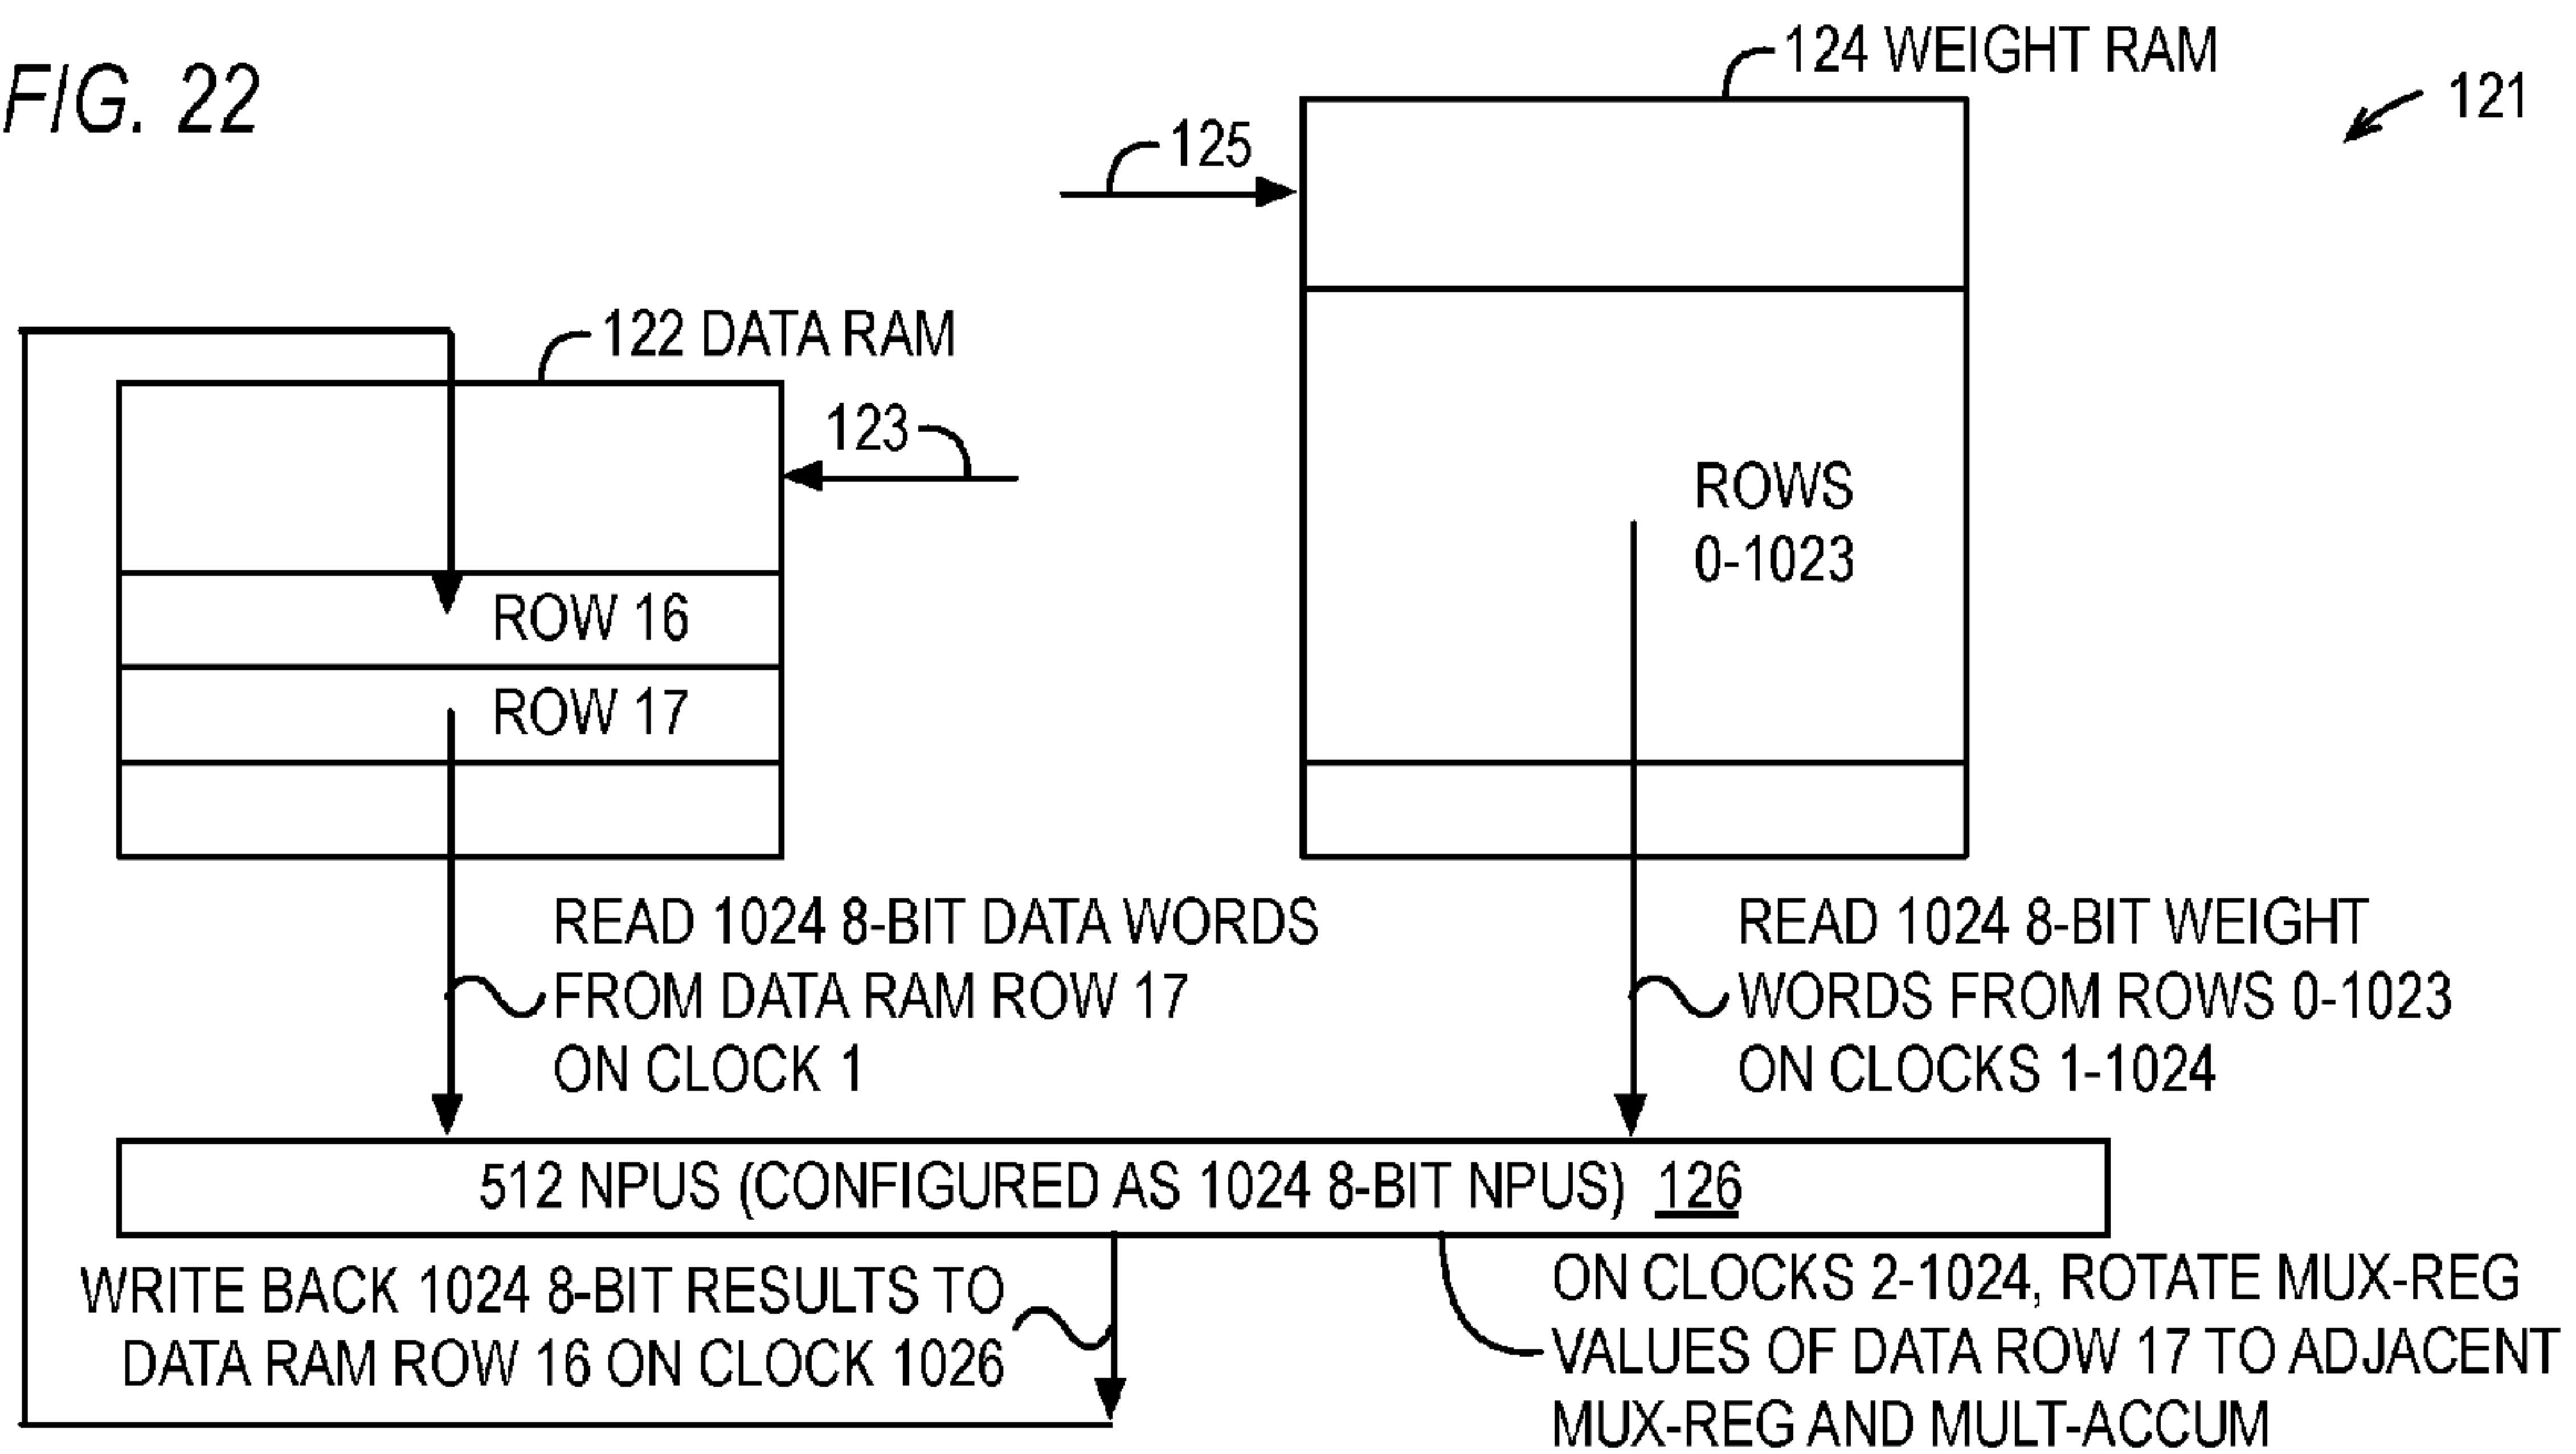 FIG. 22
124 WEIGHT RAM
121
125
122 DATA RAM
123
ROWS
0-1023
ROW 16
ROW 17
READ 1024 8-BIT DATA WORDS
FROM DATA RAM ROW 17
ON CLOCK 1
READ 1024 8-BIT WEIGHT
WORDS FROM ROWS 0-1023
ON CLOCKS 1-1024
512 NPUS (CONFIGURED AS 1024 8-BIT NPUS) 126
WRITE BACK 1024 8-BIT RESULTS TO
DATA RAM ROW 16 ON CLOCK 1026
ON CLOCKS 2-1024, ROTATE MUX-REG
VALUES OF DATA ROW 17 TO ADJACENT
MUX-REG AND MULT-ACCUM